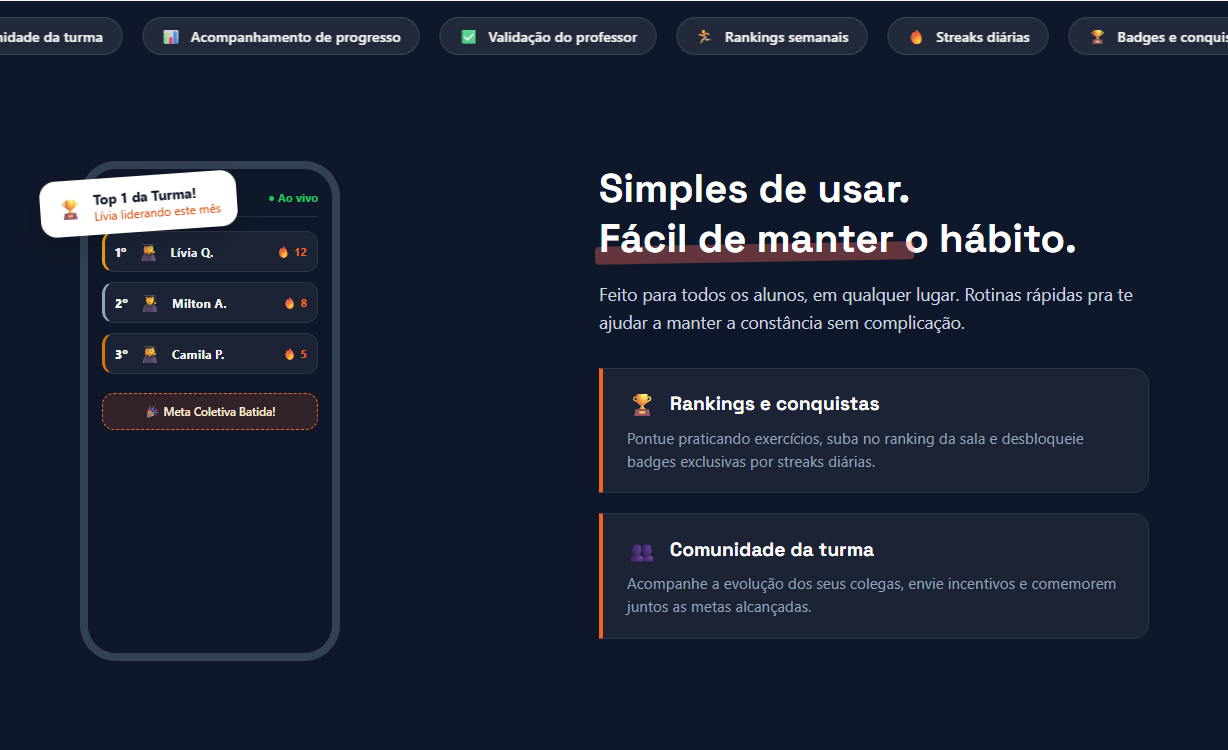 nidade da turma
Acompanhamento de progresso
Validação do professor
Rankings semanais
Streaks diárias
Badges e conquis
Top 1 da Turma!
Lívia liderando este mês
Ao vivo
1º Lívia Q. 12
2º Milton A. 8
3º Camila P. 5
Meta Coletiva Batida!
Simples de usar.
Fácil de manter o hábito.
Feito para todos os alunos, em qualquer lugar. Rotinas rápidas pra te
ajudar a manter a constância sem complicação.
Rankings e conquistas
Pontue praticando exercícios, suba no ranking da sala e desbloqueie
badges exclusivas por streaks diárias.
Comunidade da turma
Acompanhe a evolução dos seus colegas, envie incentivos e comemorem
juntos as metas alcançadas.